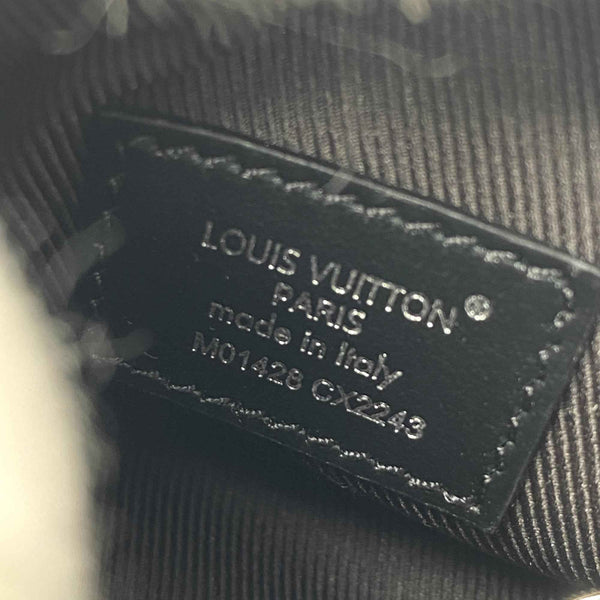 LOUIS VUITTON®
PARIS
made in Italy
M01428 CX2243